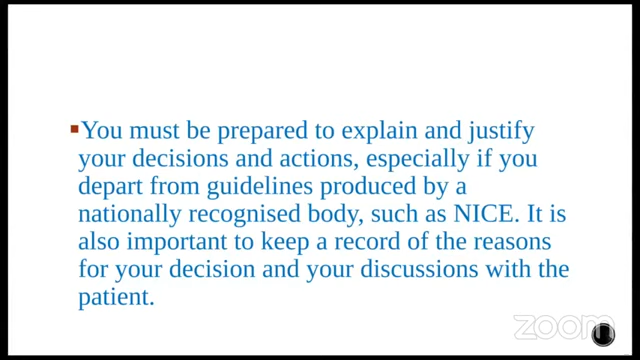 ▪You must be prepared to explain and justify
your decisions and actions, especially if you
depart from guidelines produced by a
nationally recognised body, such as NICE. It is
also important to keep a record of the reasons
for your decision and your discussions with the
patient.
zoom